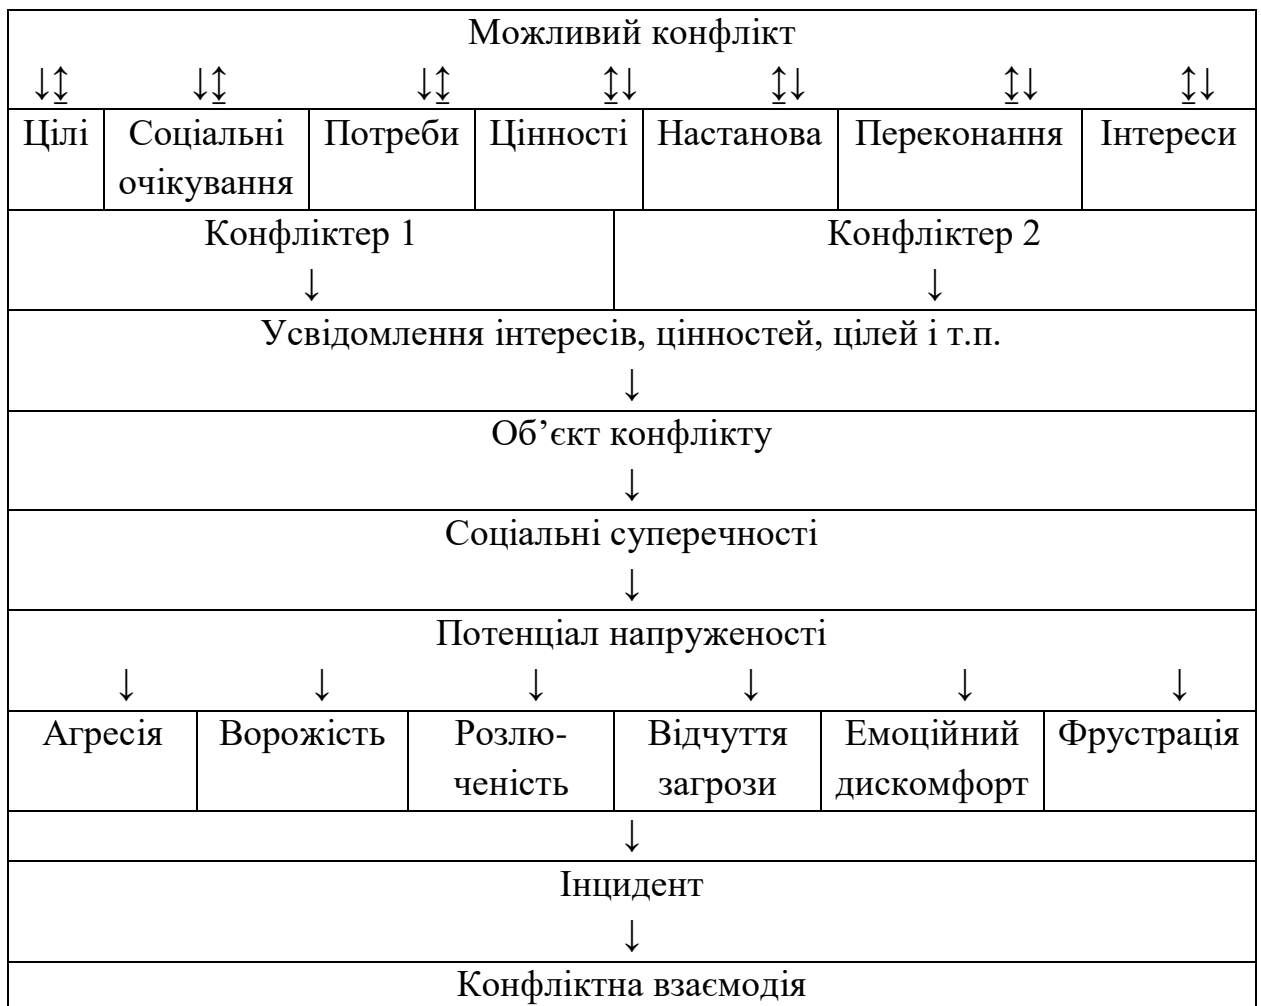 Можливий конфлікт
↓↨ ↓↨ ↓↨ ↨↓ ↨↓ ↨↓ ↨↓
Цілі Соціальні Потреби Цінності Настанова Переконання Інтереси
очікування
Конфліктер 1 Конфліктер 2
↓ ↓
Усвідомлення інтересів, цінностей, цілей і т.п.
↓
Об’єкт конфлікту
↓
Соціальні суперечності
↓
Потенціал напруженості
↓ ↓ ↓ ↓ ↓ ↓
Агресія Ворожість Розлю- Відчуття Емоційний Фрустрація
ченість загрози дискомфорт
↓
Інцидент
↓
Конфліктна взаємодія